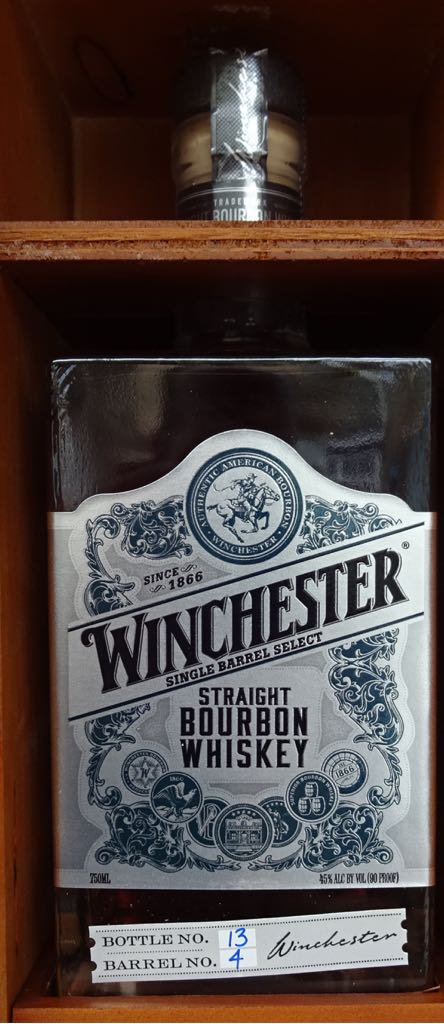 TRADEMARK
BOURBON
AUTHENTIC AMERICAN BOURBON
WINCHESTER
SINCE
1866
WINCHESTER®
SINGLE BARREL SELECT
STRAIGHT
BOURBON
WHISKEY
1866
750ML
45% ALC BY VOL (90 PROOF)
BOTTLE NO. 13
BARREL NO. 4
Winchester